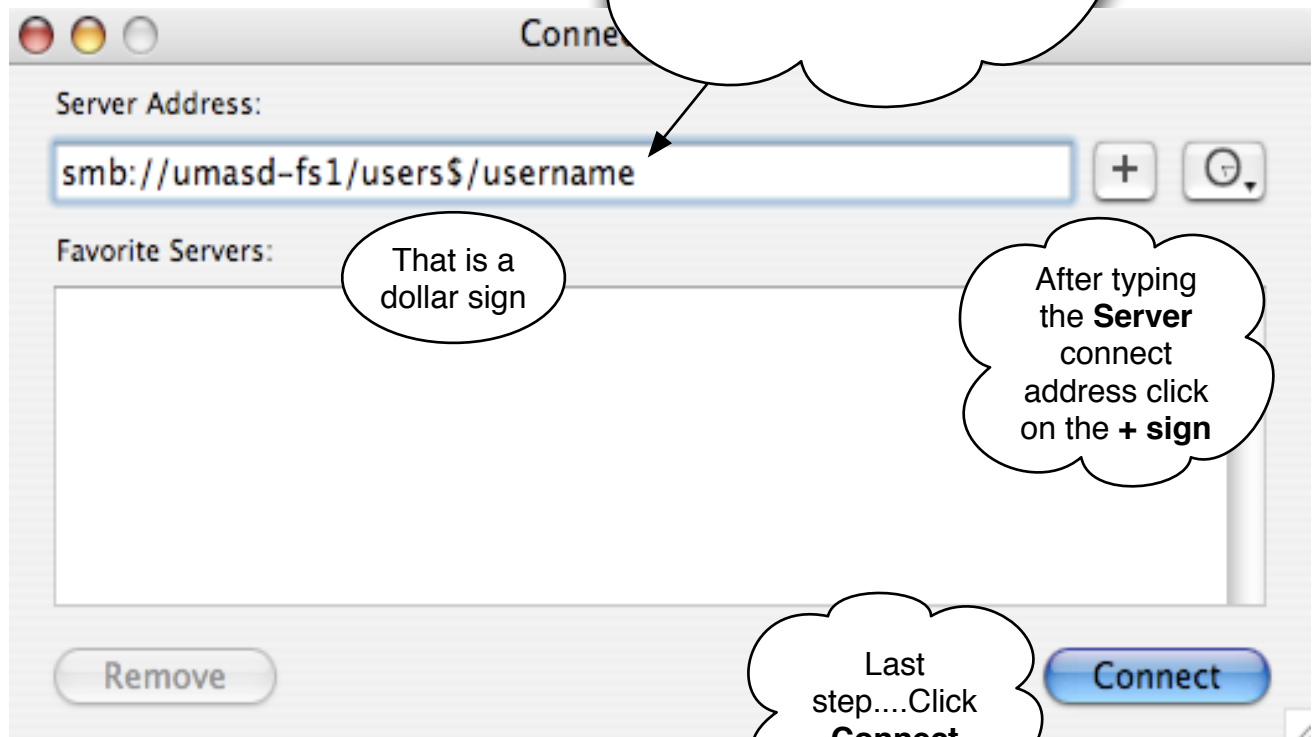 Conne
Server Address:
smb://umasd-fs1/users$/username
+
Favorite Servers:
That is a
dollar sign
After typing
the Server
connect
address click
on the + sign
Remove
Last
step....Click
Connect
Connect